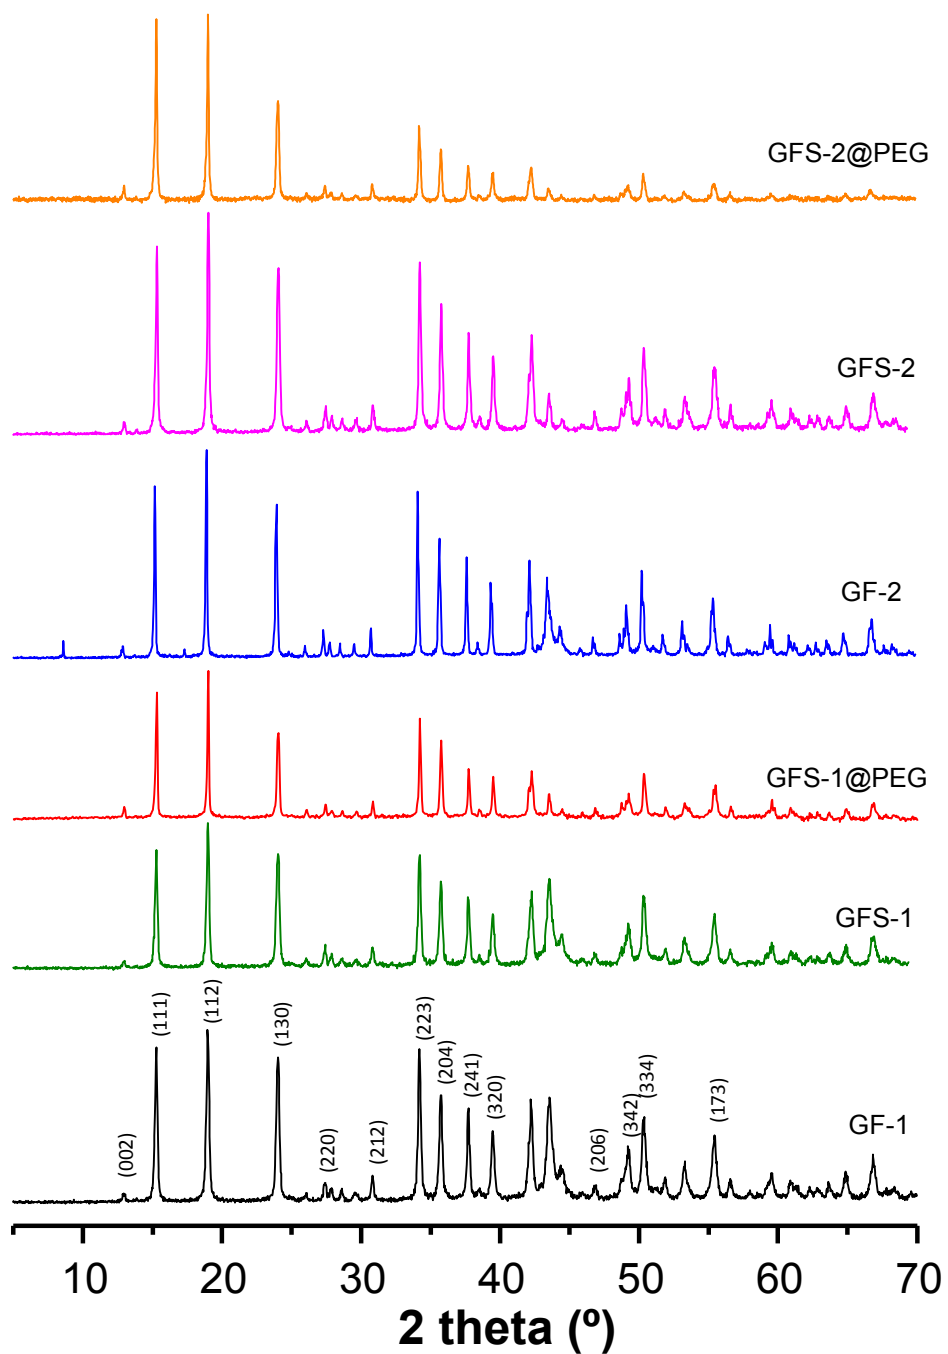 GFS-2@PEG
GFS-2
GF-2
GFS-1@PEG
GFS-1
GF-1
(002)
(111)
(112)
(130)
(220)
(212)
(223)
(204)
(241)
(320)
(206)
(342)
(334)
(173)
10 20 30 40 50 60 70
2 theta (º)